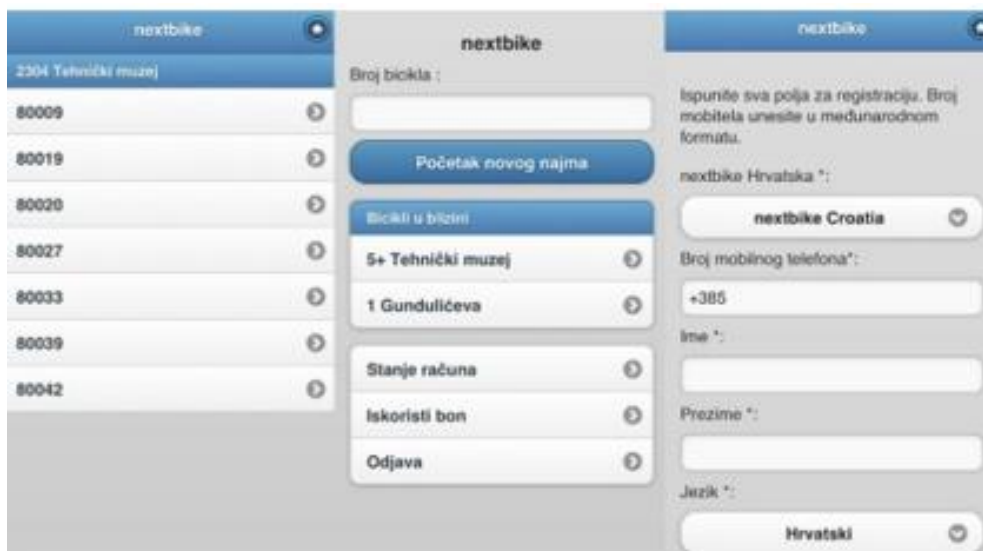 nextbike
2304 Tehnički muzej
80009
80019
80020
80027
80033
80039
80042
nextbike
Broj bicikla :
Početak novog najma
Bicikli u blizini
5+ Tehnički muzej
1 Gundulićeva
Stanje računa
Iskoristi bon
Odjava
nextbike
Ispunite sva polja za registraciju. Broj
mobitela unesite u međunarodnom
formatu.
nextbike Hrvatska *:
nextbike Croatia
Broj mobilnog telefona*:
+385
Ime *:
Prezime *:
Jezik *:
Hrvatski